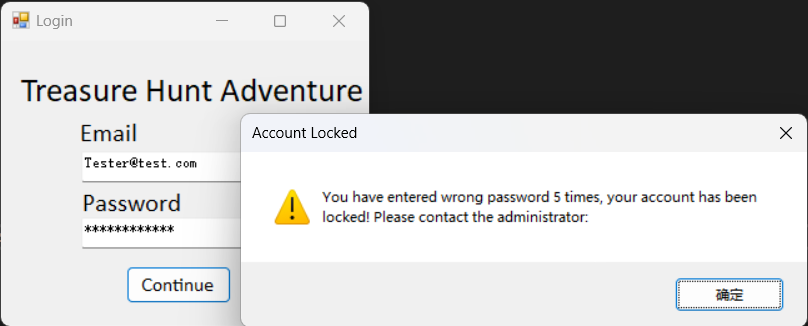 Login
Treasure Hunt Adventure
Email
Tester@test.com
Password
************
Continue
Account Locked
You have entered wrong password 5 times, your account has been
locked! Please contact the administrator:
确定